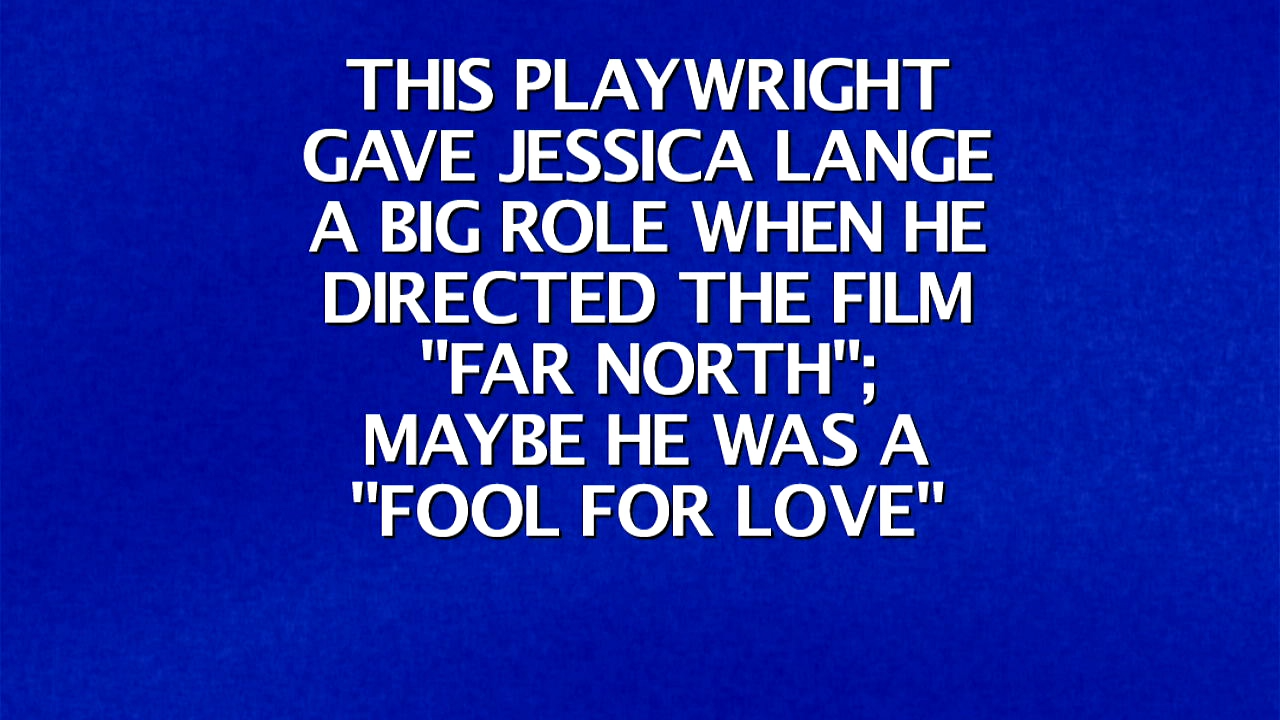 THIS PLAYWRIGHT
GAVE JESSICA LANGE
A BIG ROLE WHEN HE
DIRECTED THE FILM
"FAR NORTH";
MAYBE HE WAS A
"FOOL FOR LOVE"